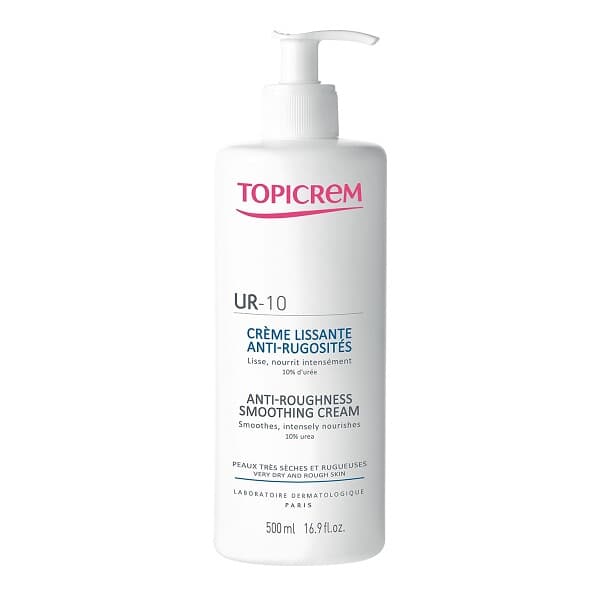 TOPICREM
UR-10
CRÈME LISSANTE
ANTI-RUGOSITÉS
Lisse, nourrit intensément
10% d'urée
ANTI-ROUGHNESS
SMOOTHING CREAM
Smoothes, intensely nourishes
10% urea
PEAUX TRÈS SÈCHES ET RUGUEUSES
VERY DRY AND ROUGH SKIN
LABORATOIRE DERMATOLOGIQUE
PARIS
500 ml 16.9 fl.oz.